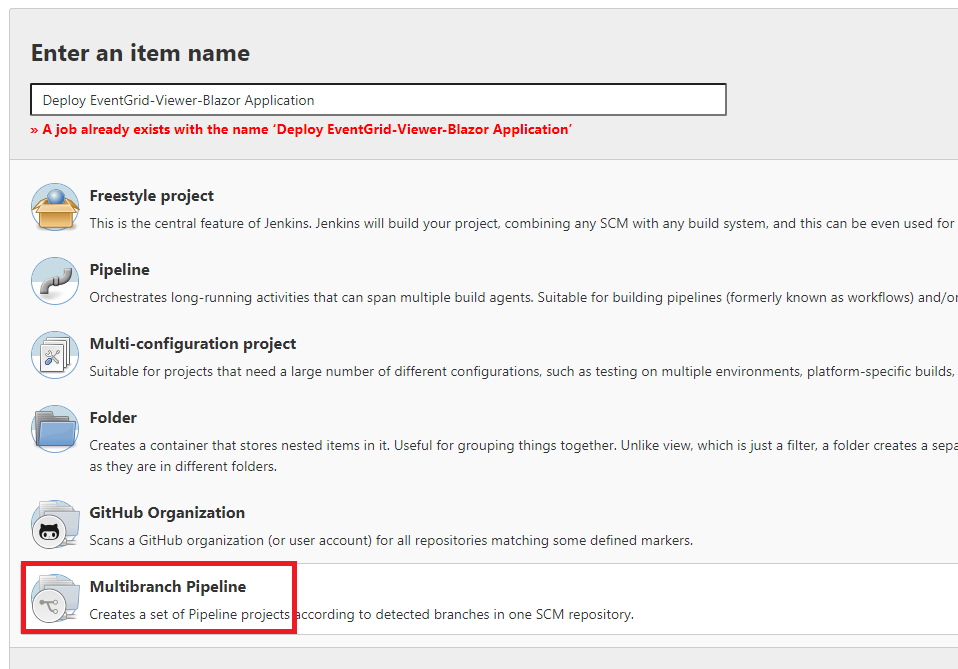 Enter an item name
Deploy EventGrid-Viewer-Blazor Application
» A job already exists with the name ‘Deploy EventGrid-Viewer-Blazor Application’
Freestyle project
This is the central feature of Jenkins. Jenkins will build your project, combining any SCM with any build system, and this can be even used for
Pipeline
Orchestrates long-running activities that can span multiple build agents. Suitable for building pipelines (formerly known as workflows) and/or
Multi-configuration project
Suitable for projects that need a large number of different configurations, such as testing on multiple environments, platform-specific builds,
Folder
Creates a container that stores nested items in it. Useful for grouping things together. Unlike view, which is just a filter, a folder creates a
as they are in different folders.
GitHub Organization
Scans a GitHub organization (or user account) for all repositories matching some defined markers.
Multibranch Pipeline
Creates a set of Pipeline projects according to detected branches in one SCM repository.